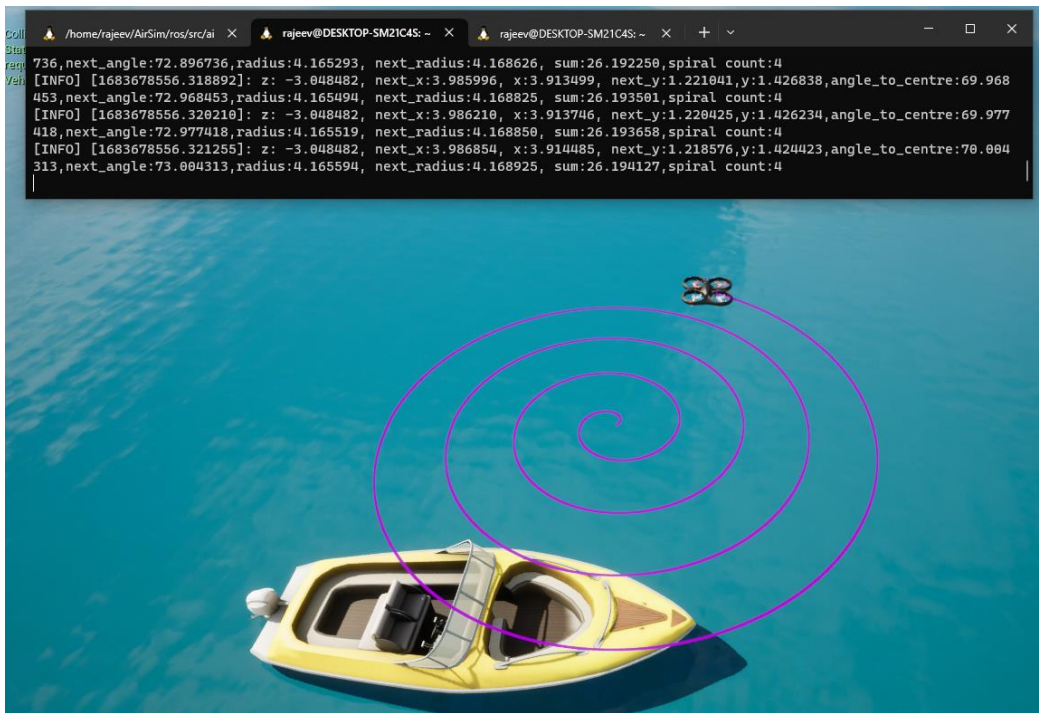 Coll
/home/rajeev/AirSim/ros/src/ai
rajeev@DESKTOP-SM21C4S: ~
rajeev@DESKTOP-SM21C4S: ~
Stat
requ
Veh
736,next_angle:72.896736,radius:4.165293, next_radius:4.168626, sum:26.192250,spiral count:4
[INFO] [1683678556.318892]: z: -3.048482, next_x:3.985996, x:3.913499, next_y:1.221041,y:1.426838,angle_to_centre:69.968
453,next_angle:72.968453,radius:4.165494, next_radius:4.168825, sum:26.193501,spiral count:4
[INFO] [1683678556.320210]: z: -3.048482, next_x:3.986210, x:3.913746, next_y:1.220425,y:1.426234,angle_to_centre:69.977
418,next_angle:72.977418,radius:4.165519, next_radius:4.168850, sum:26.193658,spiral count:4
[INFO] [1683678556.321255]: z: -3.048482, next_x:3.986854, x:3.914485, next_y:1.218576,y:1.424423,angle_to_centre:70.004
313,next_angle:73.004313,radius:4.165594, next_radius:4.168925, sum:26.194127,spiral count:4